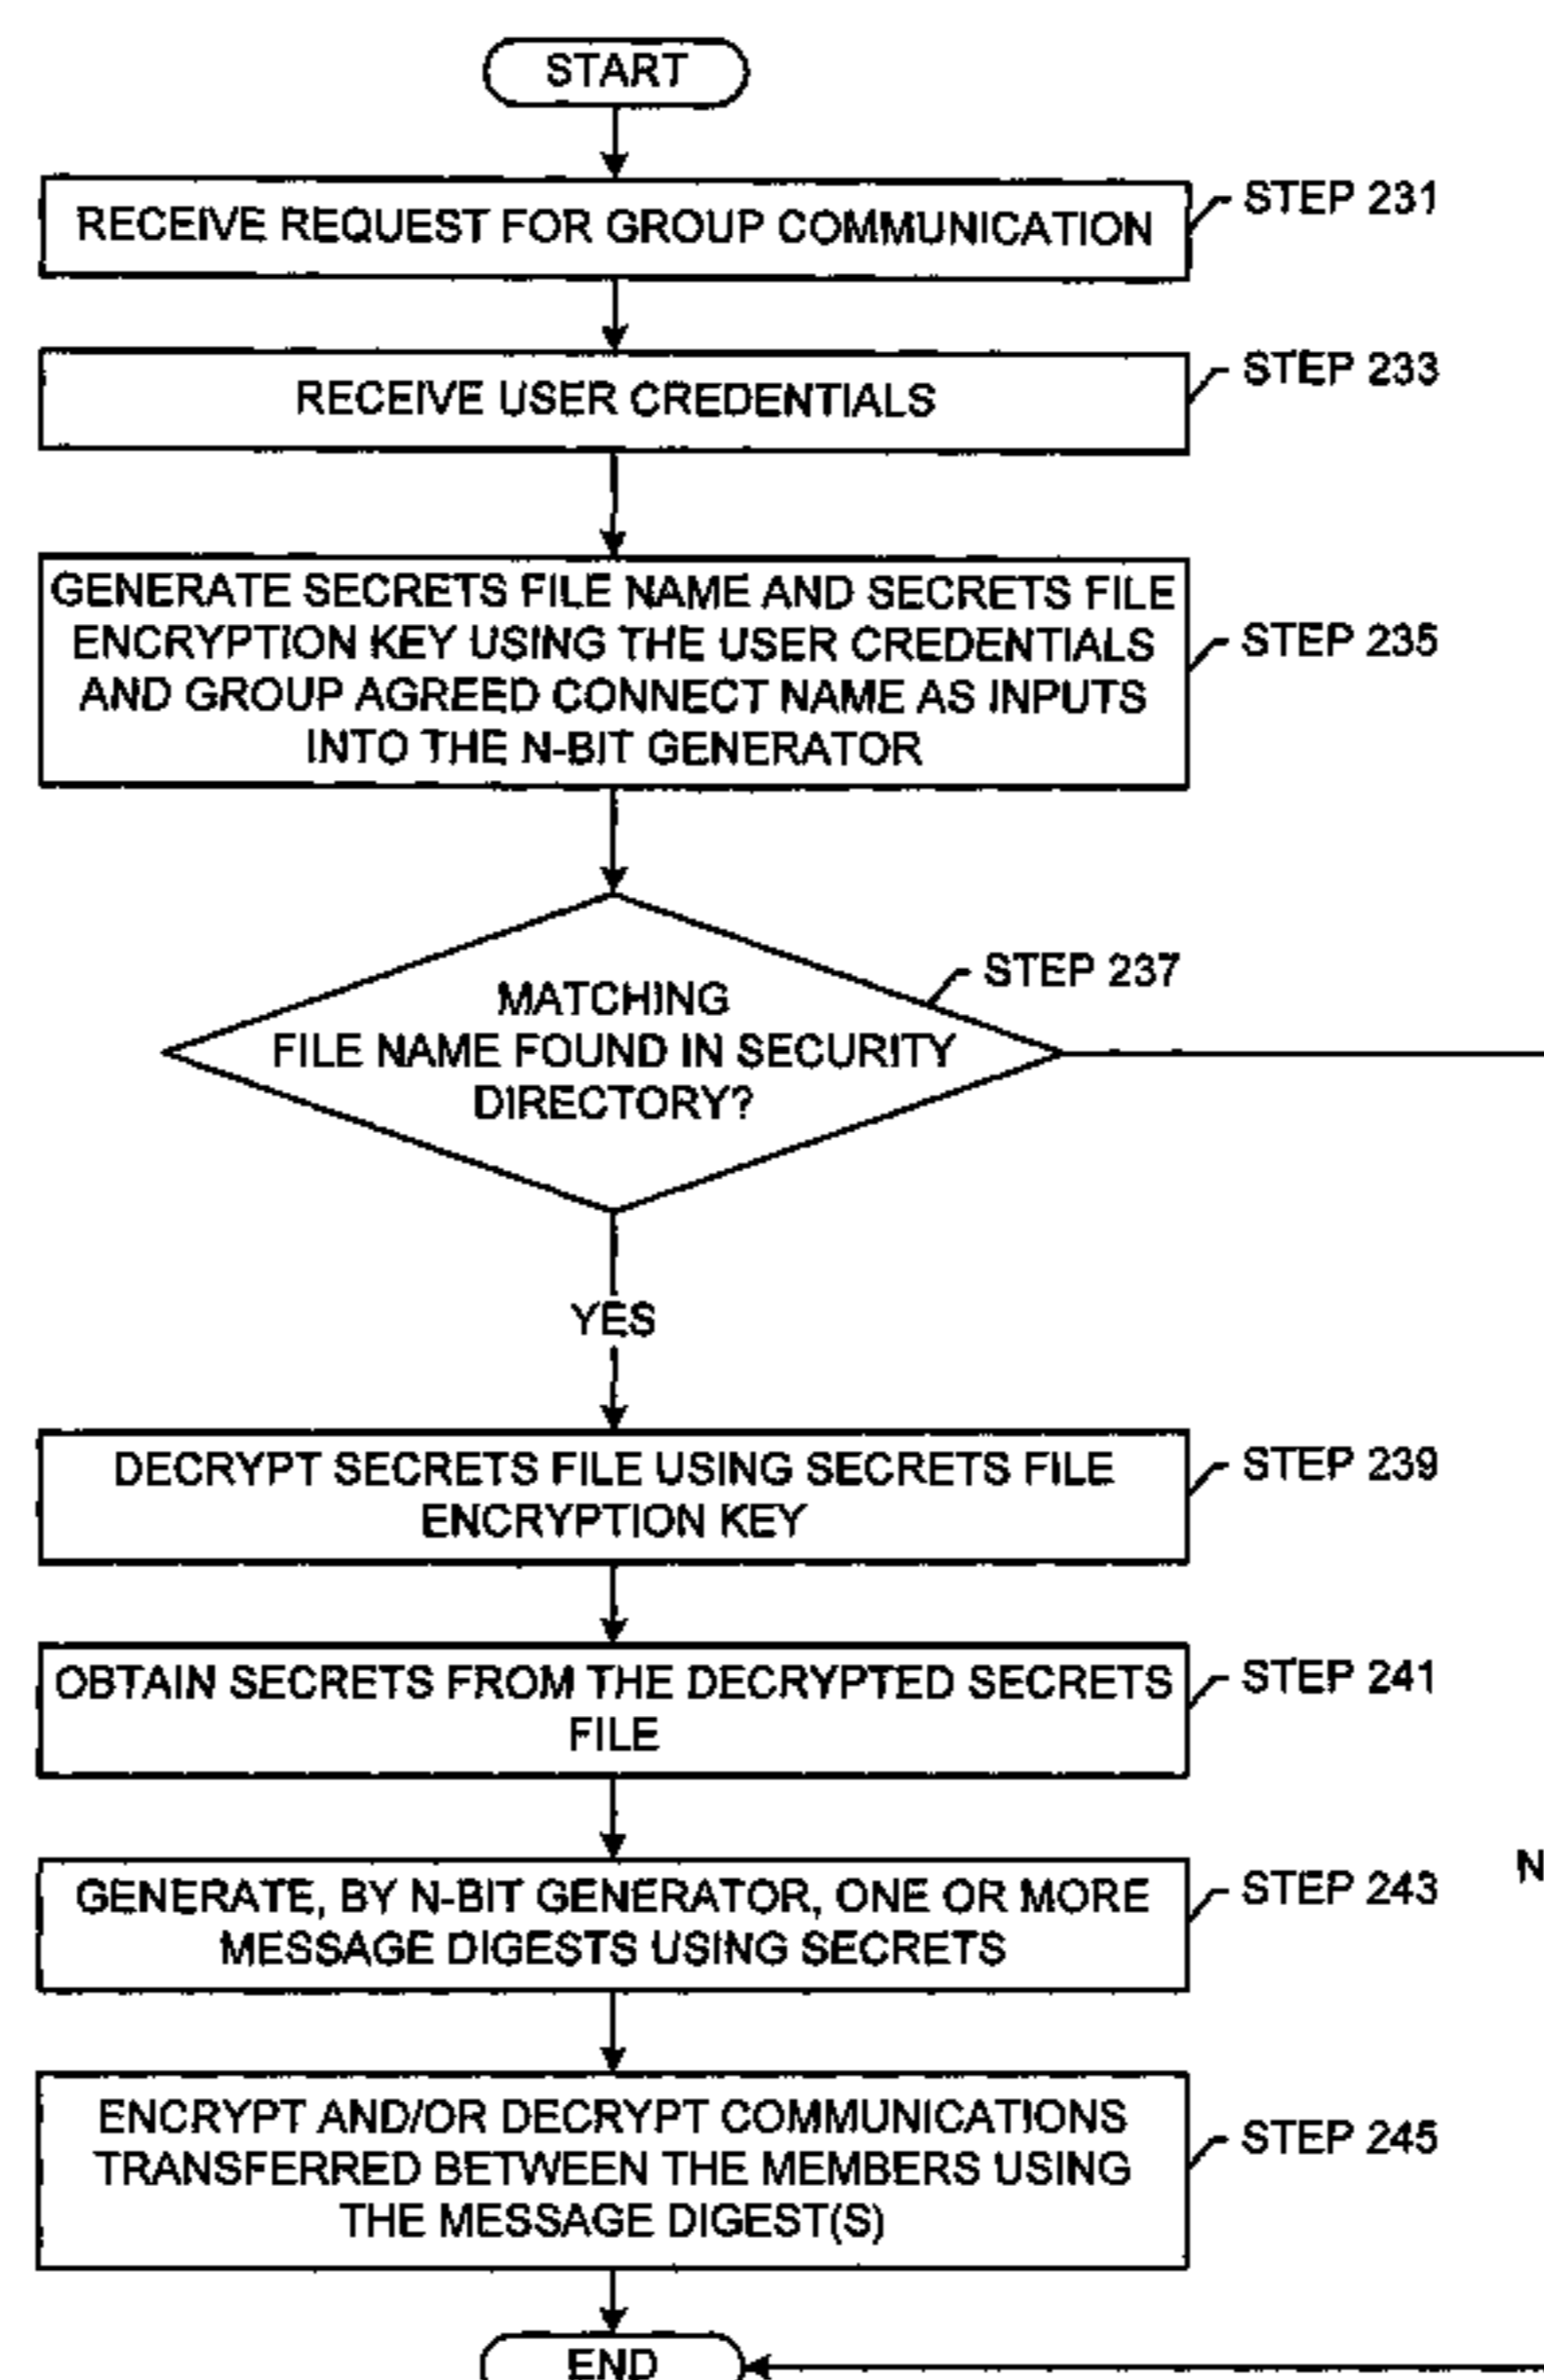 START
RECEIVE REQUEST FOR GROUP COMMUNICATION
STEP 231
RECEIVE USER CREDENTIALS
STEP 233
GENERATE SECRETS FILE NAME AND SECRETS FILE
ENCRYPTION KEY USING THE USER CREDENTIALS
AND GROUP AGREED CONNECT NAME AS INPUTS
INTO THE N-BIT GENERATOR
STEP 235
MATCHING
FILE NAME FOUND IN SECURITY
DIRECTORY?
STEP 237
YES
DECRYPT SECRETS FILE USING SECRETS FILE
ENCRYPTION KEY
STEP 239
OBTAIN SECRETS FROM THE DECRYPTED SECRETS
FILE
STEP 241
GENERATE, BY N-BIT GENERATOR, ONE OR MORE
MESSAGE DIGESTS USING SECRETS
STEP 243
N
ENCRYPT AND/OR DECRYPT COMMUNICATIONS
TRANSFERRED BETWEEN THE MEMBERS USING
THE MESSAGE DIGEST(S)
STEP 245
END